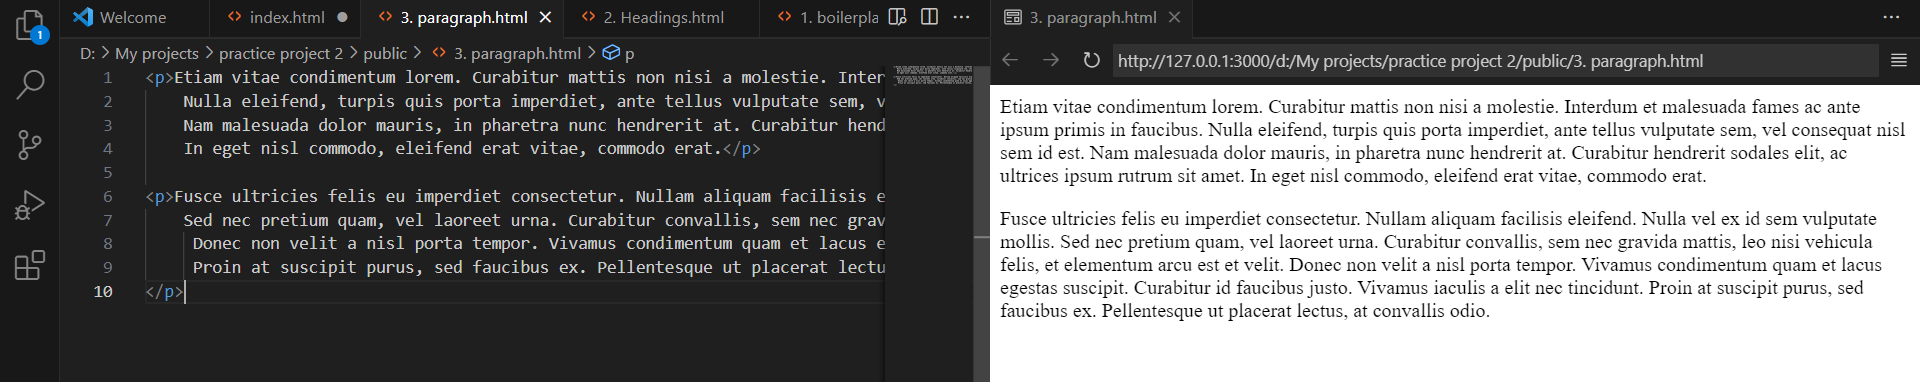 Welcome
index.html
3. paragraph.html
2. Headings.html
1. boilerpla
3. paragraph.html
1
D: > My projects > practice project 2 > public > 3. paragraph.html > p
http://127.0.0.1:3000/d:/My projects/practice project 2/public/3. paragraph.html
1 <p>Etiam vitae condimentum lorem. Curabitur mattis non nisi a molestie. Inter
2 Nulla eleifend, turpis quis porta imperdiet, ante tellus vulputate sem, v
3 Nam malesuada dolor mauris, in pharetra nunc hendrerit at. Curabitur hend
4 In eget nisl commodo, eleifend erat vitae, commodo erat.</p>
5
6 <p>Fusce ultricies felis eu imperdiet consectetur. Nullam aliquam facilisis e
7 Sed nec pretium quam, vel laoreet urna. Curabitur convallis, sem nec grav
8 Donec non velit a nisl porta tempor. Vivamus condimentum quam et lacus e
9 Proin at suscipit purus, sed faucibus ex. Pellentesque ut placerat lectu
10 </p>
Etiam vitae condimentum lorem. Curabitur mattis non nisi a molestie. Interdum et malesuada fames ac ante
ipsum primis in faucibus. Nulla eleifend, turpis quis porta imperdiet, ante tellus vulputate sem, vel consequat nisl
sem id est. Nam malesuada dolor mauris, in pharetra nunc hendrerit at. Curabitur hendrerit sodales elit, ac
ultrices ipsum rutrum sit amet. In eget nisl commodo, eleifend erat vitae, commodo erat.
Fusce ultricies felis eu imperdiet consectetur. Nullam aliquam facilisis eleifend. Nulla vel ex id sem vulputate
mollis. Sed nec pretium quam, vel laoreet urna. Curabitur convallis, sem nec gravida mattis, leo nisi vehicula
felis, et elementum arcu est et velit. Donec non velit a nisl porta tempor. Vivamus condimentum quam et lacus
egestas suscipit. Curabitur id faucibus justo. Vivamus iaculis a elit nec tincidunt. Proin at suscipit purus, sed
faucibus ex. Pellentesque ut placerat lectus, at convallis odio.